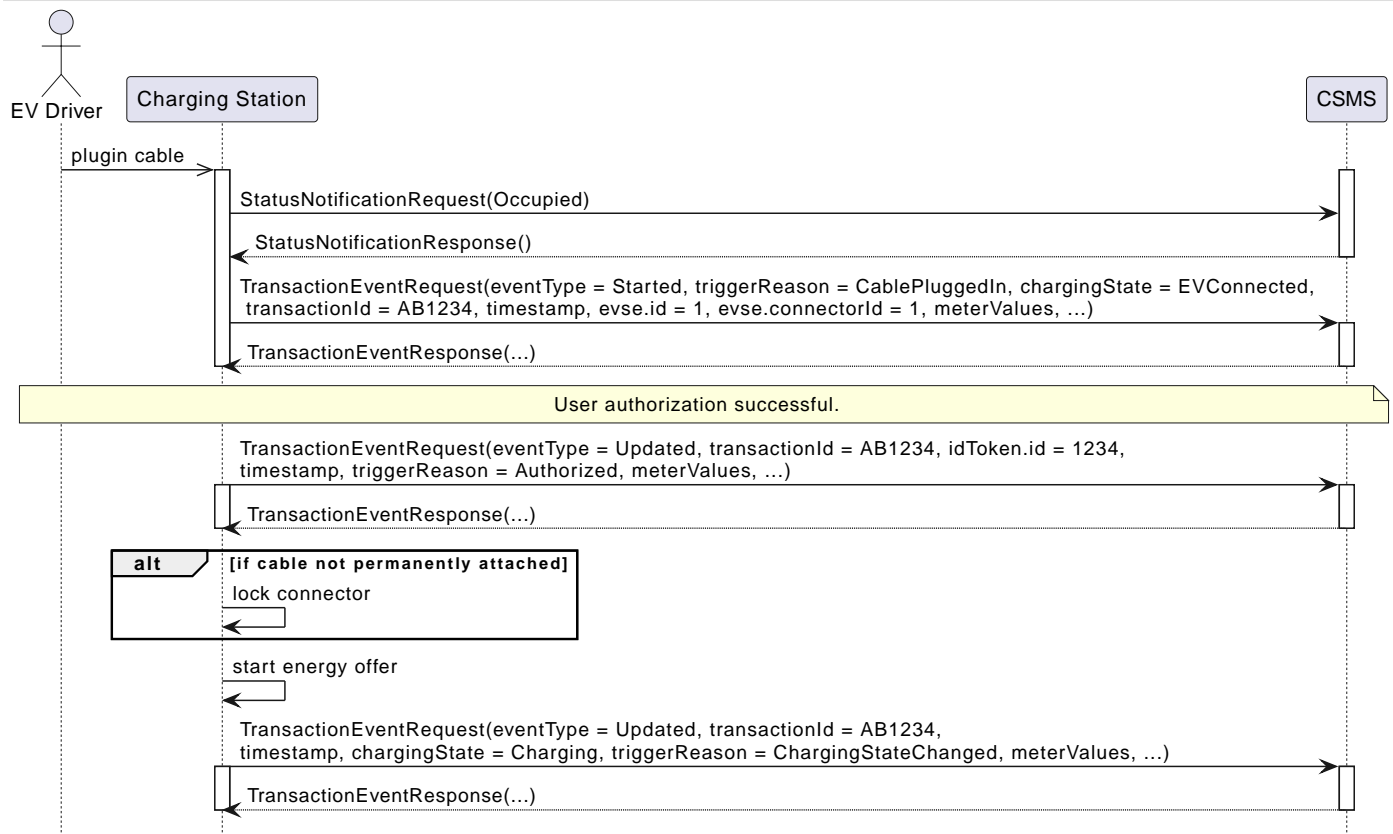 EV Driver
Charging Station
CSMS
plugin cable
StatusNotificationRequest(Occupied)
StatusNotificationResponse()
TransactionEventRequest(eventType = Started, triggerReason = CablePluggedIn, chargingState = EVConnected,
transactionId = AB1234, timestamp, evse.id = 1, evse.connectorId = 1, meterValues, ...)
TransactionEventResponse(...)
User authorization successful.
TransactionEventRequest(eventType = Updated, transactionId = AB1234, idToken.id = 1234,
timestamp, triggerReason = Authorized, meterValues, ...)
TransactionEventResponse(...)
alt [if cable not permanently attached]
lock connector
start energy offer
TransactionEventRequest(eventType = Updated, transactionId = AB1234,
timestamp, chargingState = Charging, triggerReason = ChargingStateChanged, meterValues, ...)
TransactionEventResponse(...)